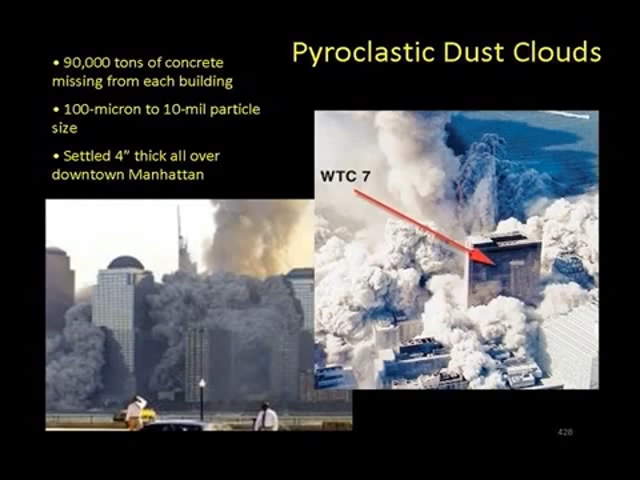 Pyroclastic Dust Clouds
• 90,000 tons of concrete
missing from each building
• 100-micron to 10-mil particle
size
• Settled 4” thick all over
downtown Manhattan
WTC 7
428